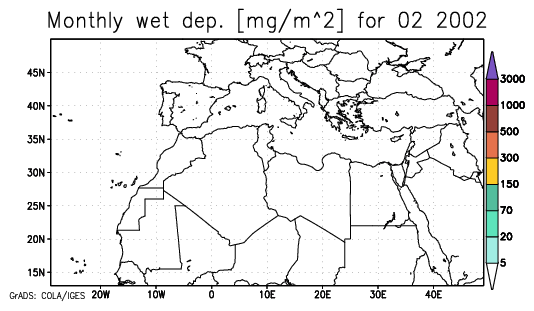 Monthly wet dep. [mg/m^2] for 02 2002
45N
40N
35N
30N
25N
20N
15N
20W 10W 0 10E 20E 30E 40E
3000
1000
500
300
150
70
20
5
GrADS: COLA/IGES